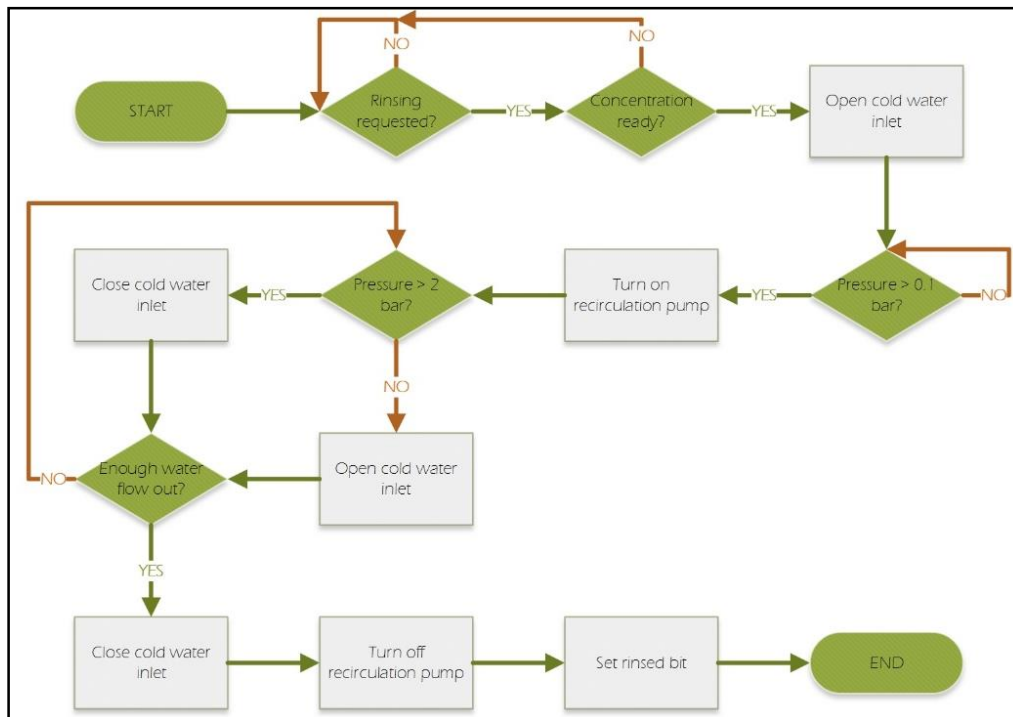 NO
NO
START
Rinsing
requested?
YES
Concentration
ready?
YES
Open cold water
inlet
Close cold water
inlet
YES
Pressure > 2
bar?
Turn on
recirculation pump
YES
Pressure > 0.1
bar?
NO
NO
NO
Enough water
flow out?
Open cold water
inlet
YES
Close cold water
inlet
Turn off
recirculation pump
Set rinsed bit
END